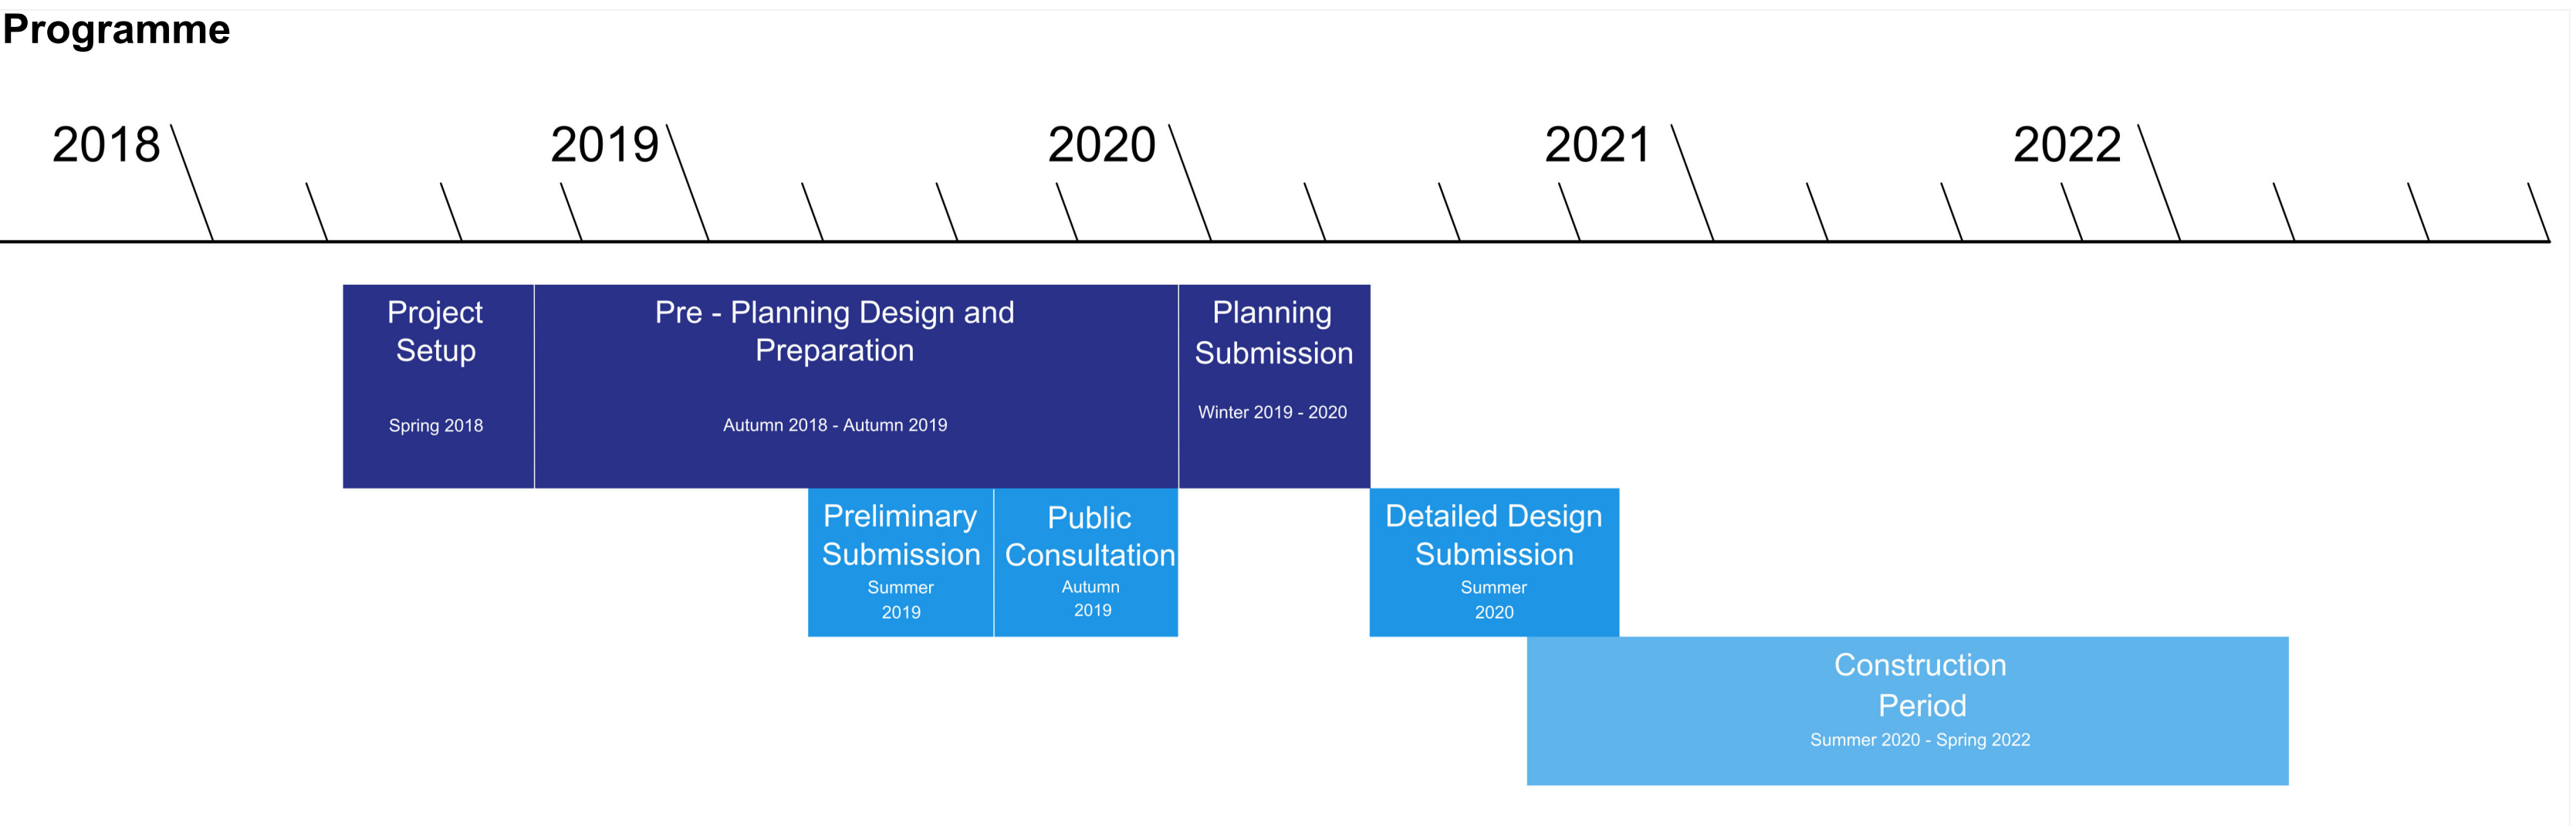 Programme
2018
2019
2020
2021
2022
Project
Setup
Spring 2018
Pre - Planning Design and
Preparation
Autumn 2018 - Autumn 2019
Planning
Submission
Winter 2019 - 2020
Preliminary
Submission
Summer
2019
Public
Consultation
Autumn
2019
Detailed Design
Submission
Summer
2020
Construction
Period
Summer 2020 - Spring 2022